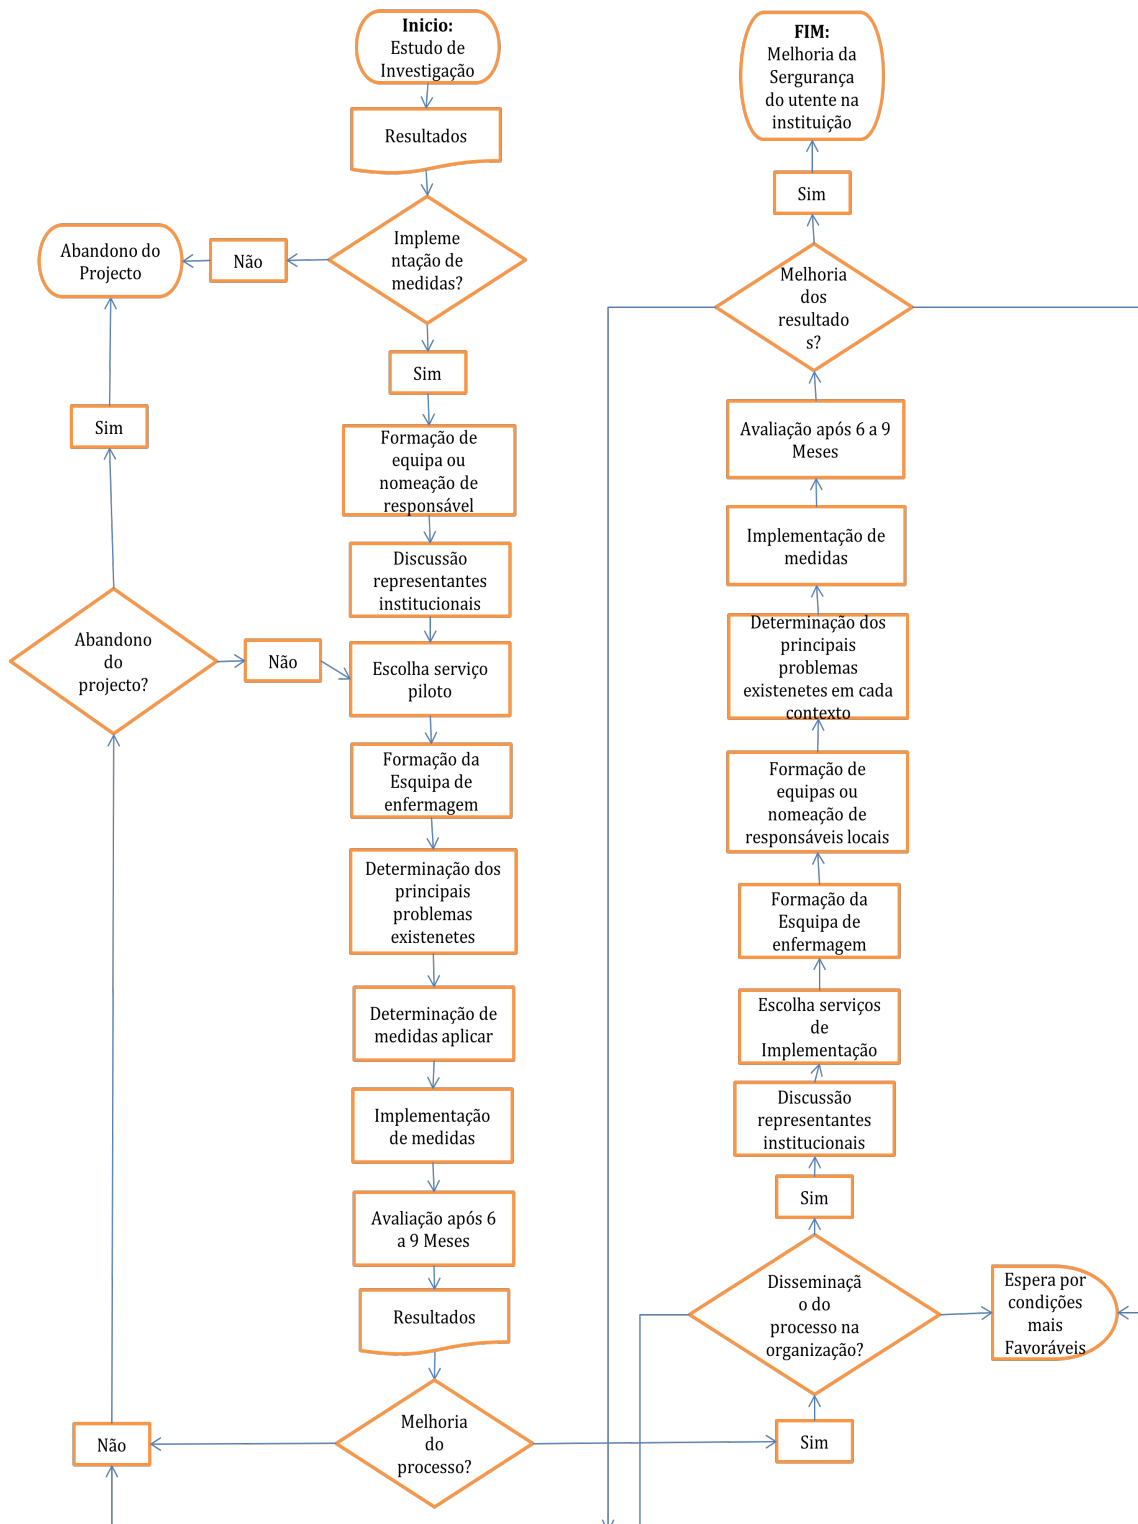 Inicio:
Estudo de
Investigação
Resultados
Impleme
ntação de
medidas?
Não
Abandono do
Projecto
Sim
Sim
Formação de
equipa ou
nomeação de
responsável
Discussão
representantes
institucionais
Abandono
do
projecto?
Não
Escolha serviço
piloto
Formação da
Esquipa de
enfermagem
Determinação dos
principais
problemas
existenetes
Determinação de
medidas aplicar
Implementação
de medidas
Avaliação após 6
a 9 Meses
Resultados
Melhoria
do
processo?
Não
Sim
Disseminaçã
o do
processo na
organização?
Espera por
condições
mais
Favoráveis
Sim
Discussão
representantes
institucionais
Escolha serviços
de
Implementação
Formação da
Esquipa de
enfermagem
Formação de
equipas ou
nomeação de
responsáveis locais
Determinação dos
principais
problemas
existenetes em cada
contexto
Implementação de
medidas
Avaliação após 6 a 9
Meses
Melhoria
dos
resultado
s?
Sim
FIM:
Melhoria da
Sergurança
do utente na
instituição